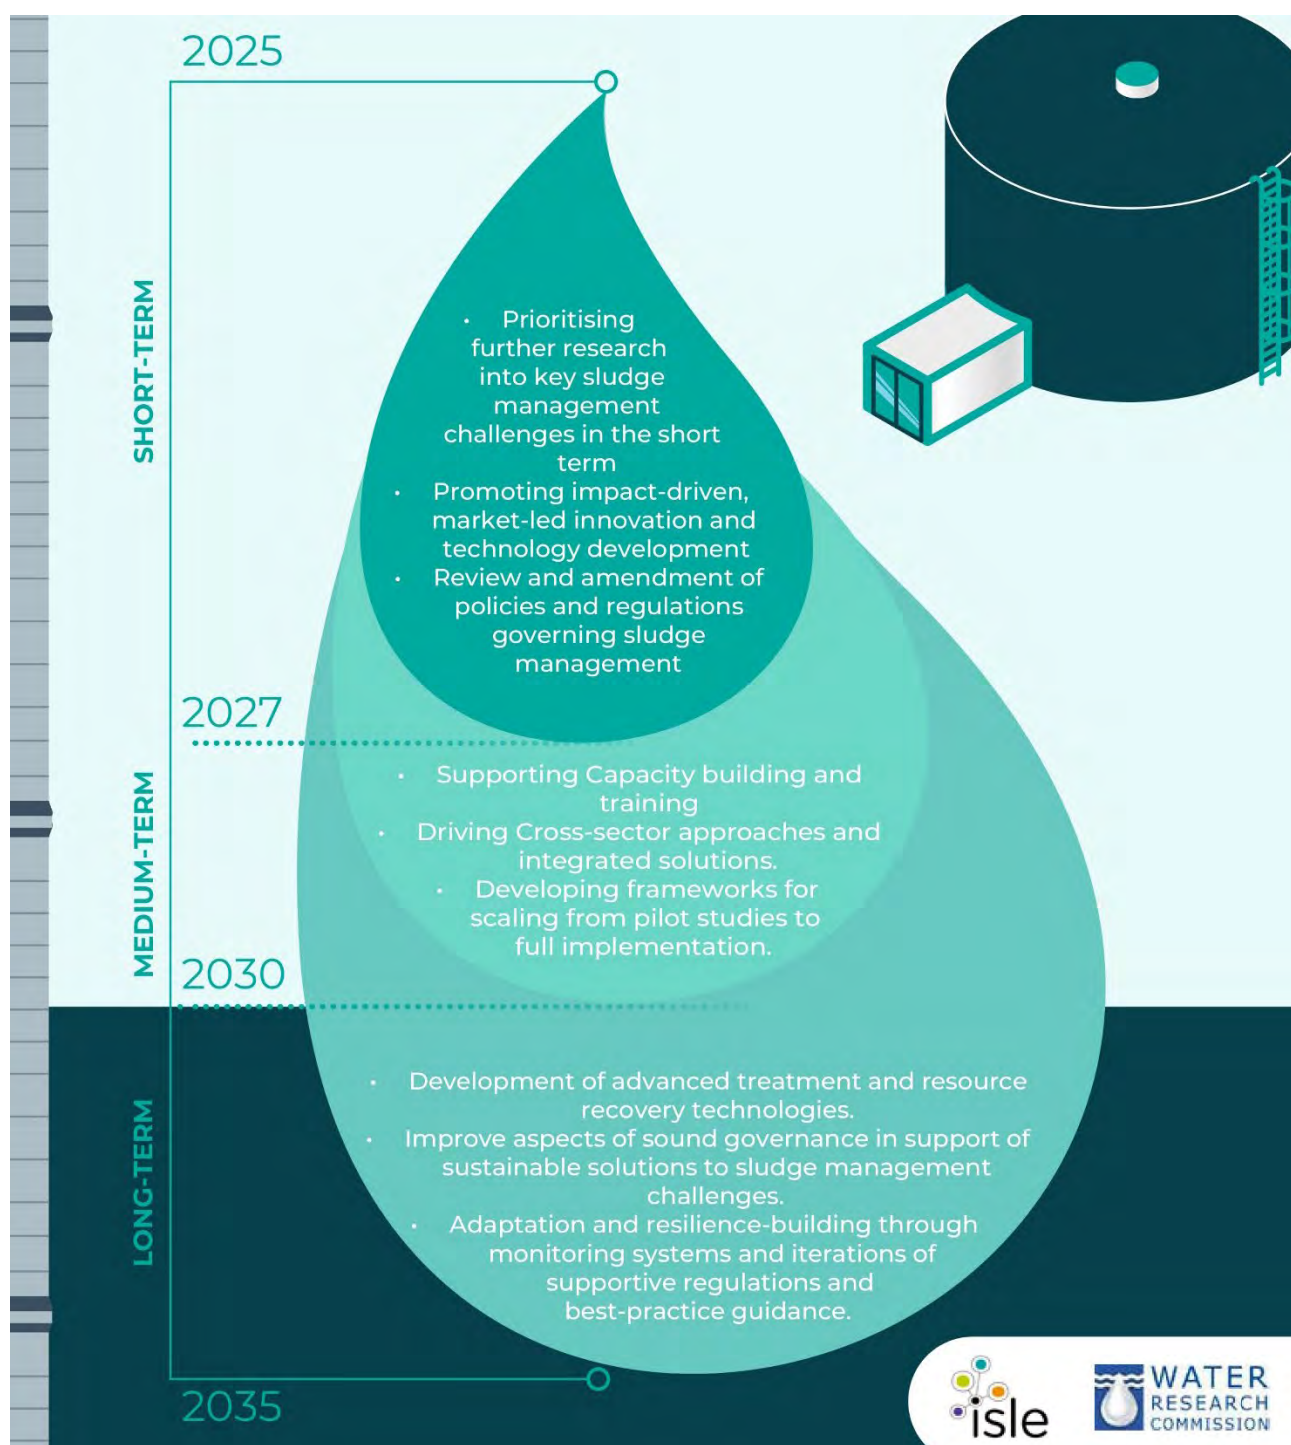 2025
SHORT-TERM
• Prioritising
further research
into key sludge
management
challenges in the short
term
• Promoting impact-driven,
market-led innovation and
technology development
• Review and amendment of
policies and regulations
governing sludge
management
2027
MEDIUM-TERM
• Supporting Capacity building and
training
• Driving Cross-sector approaches and
integrated solutions.
• Developing frameworks for
scaling from pilot studies to
full implementation.
2030
LONG-TERM
• Development of advanced treatment and resource
recovery technologies.
• Improve aspects of sound governance in support of
sustainable solutions to sludge management
challenges.
• Adaptation and resilience-building through
monitoring systems and iterations of
supportive regulations and
best-practice guidance.
2035
isle
WATER
RESEARCH
COMMISSION